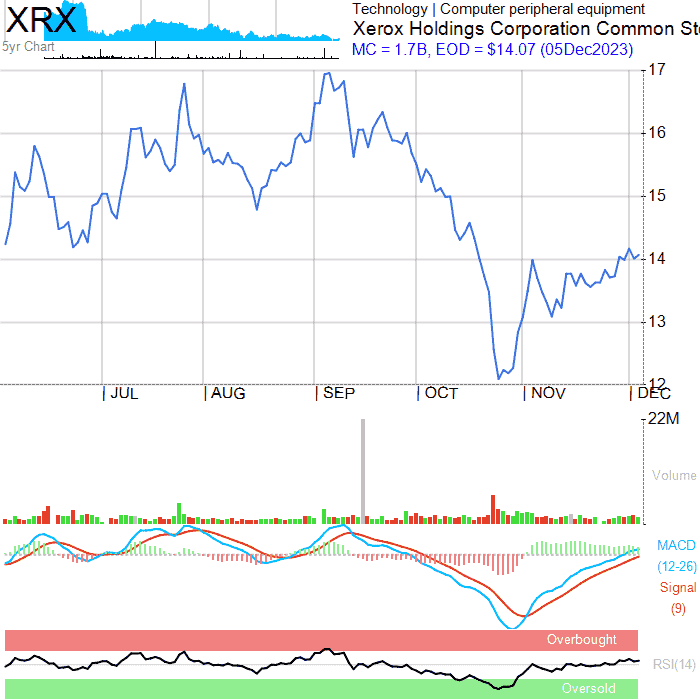 XRX
5yr Chart
Technology | Computer peripheral equipment
Xerox Holdings Corporation Common Sto
MC = 1.7B, EOD = $14.07 (05Dec2023)
17
16
15
14
13
12
| JUL | AUG | SEP | OCT | NOV | DEC
22M
Volume
MACD
(12-26)
Signal
(9)
Overbought
RSI(14)
Oversold